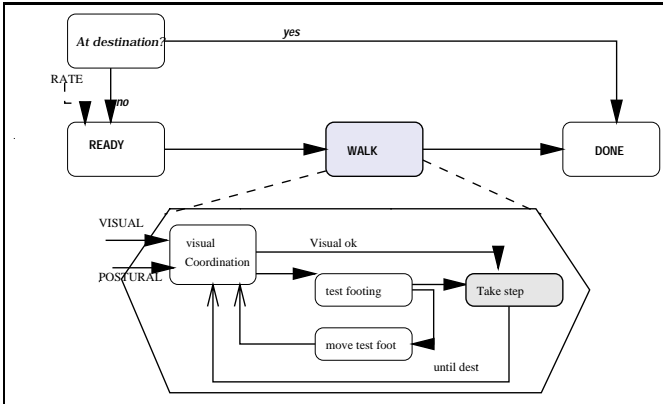 At destination?
yes
RATE
no
READY
WALK
DONE
VISUAL
visual
Coordination
Visual ok
POSTURAL
test footing
Take step
move test foot
until dest